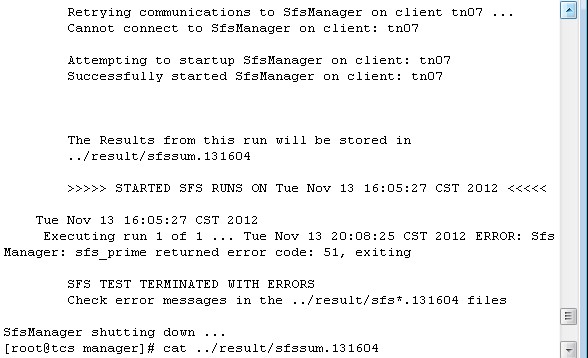 Retrying communications to SfsManager on client tn07 ...
Cannot connect to SfsManager on client: tn07
Attempting to startup SfsManager on client: tn07
Successfully started SfsManager on client: tn07
The Results from this run will be stored in
../result/sfssum.131604
>>>>> STARTED SFS RUNS ON Tue Nov 13 16:05:27 CST 2012 <<<<<
Tue Nov 13 16:05:27 CST 2012
Executing run 1 of 1 ... Tue Nov 13 20:08:25 CST 2012 ERROR: Sfs
Manager: sfs_prime returned error code: 51, exiting
SFS TEST TERMINATED WITH ERRORS
Check error messages in the ../result/sfs*.131604 files
SfsManager shutting down ...
[root@tcs manager]# cat ../result/sfssum.131604